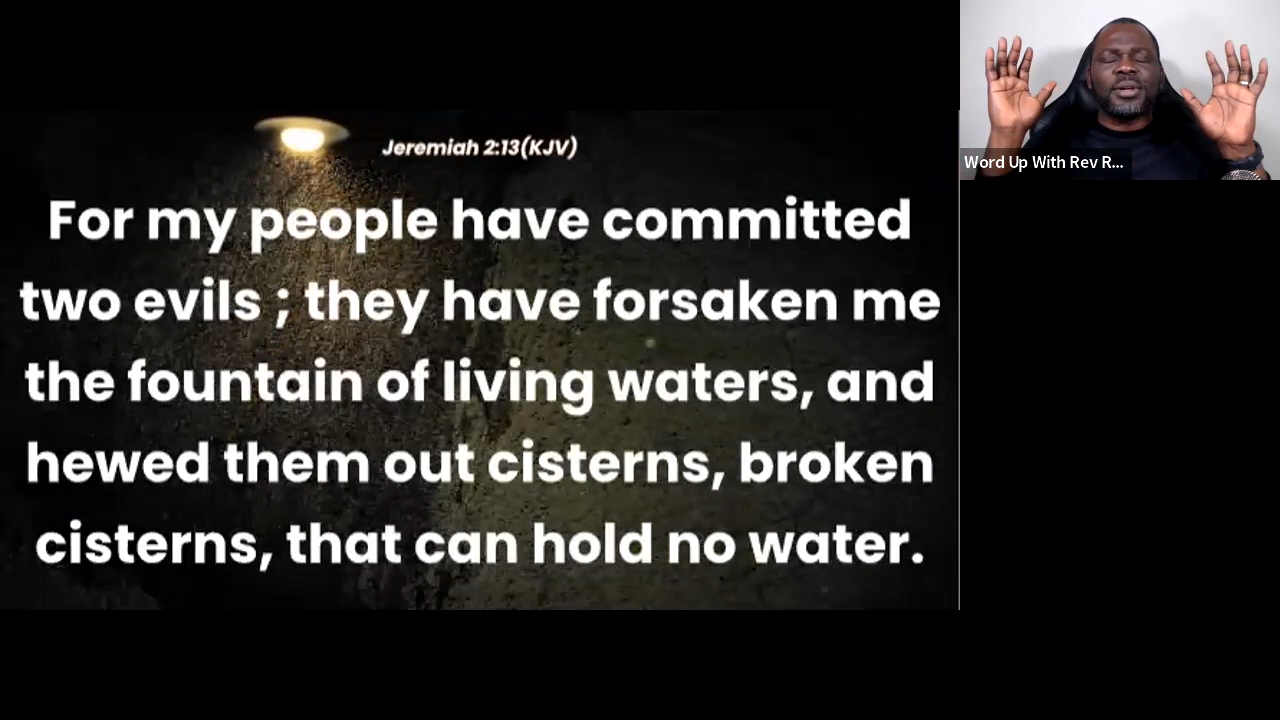 Jeremiah 2:13(KJV)
For my people have committed
two evils ; they have forsaken me
the fountain of living waters, and
hewed them out cisterns, broken
cisterns, that can hold no water.
Word Up With Rev R...